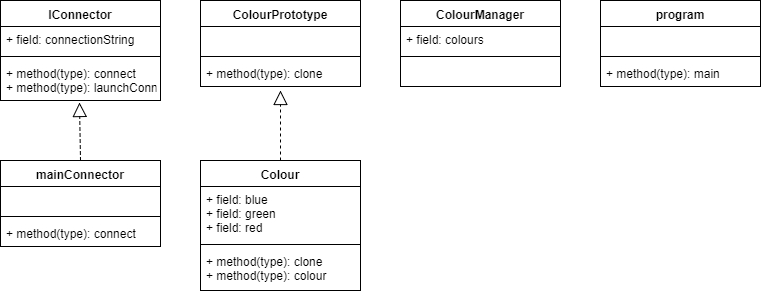 IConnector
+ field: connectionString
+ method(type): connect
+ method(type): launchConn
ColourPrototype
+ method(type): clone
ColourManager
+ field: colours
program
+ method(type): main
mainConnector
+ method(type): connect
Colour
+ field: blue
+ field: green
+ field: red
+ method(type): clone
+ method(type): colour